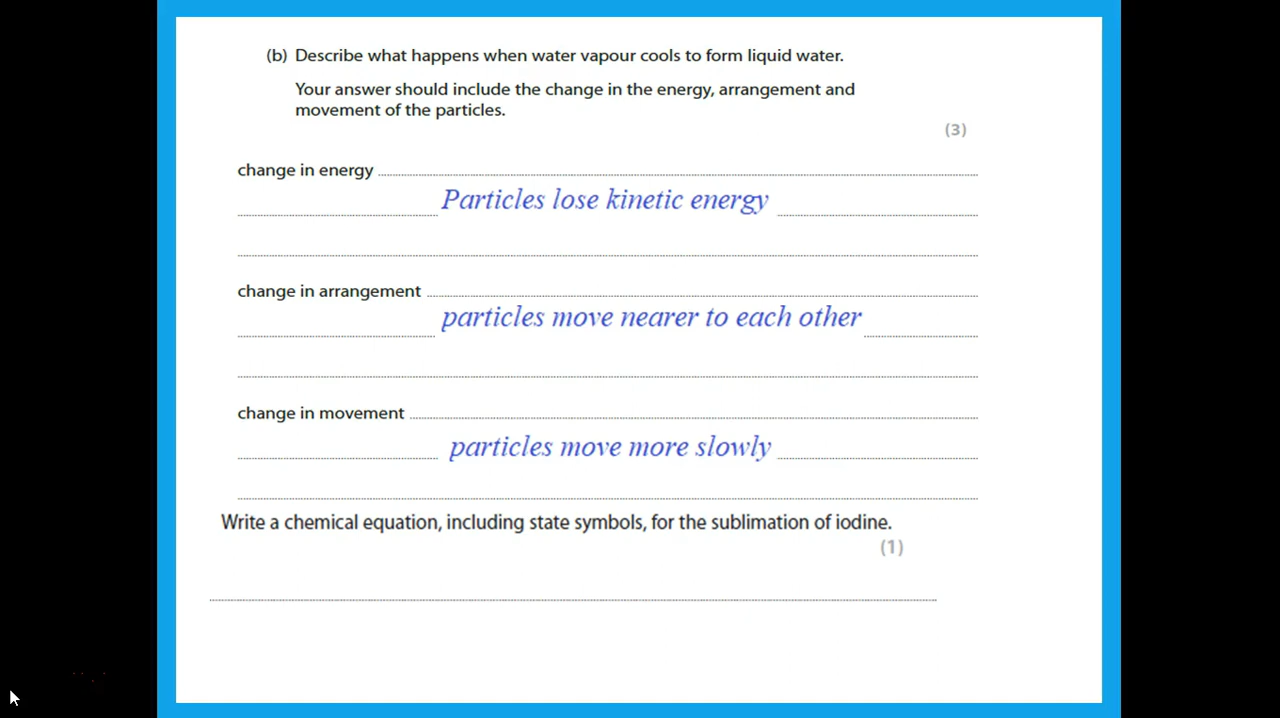 (b) Describe what happens when water vapour cools to form liquid water.
Your answer should include the change in the energy, arrangement and
movement of the particles.
(3)
change in energy
Particles lose kinetic energy
change in arrangement
particles move nearer to each other
change in movement
particles move more slowly
Write a chemical equation, including state symbols, for the sublimation of iodine.
(1)